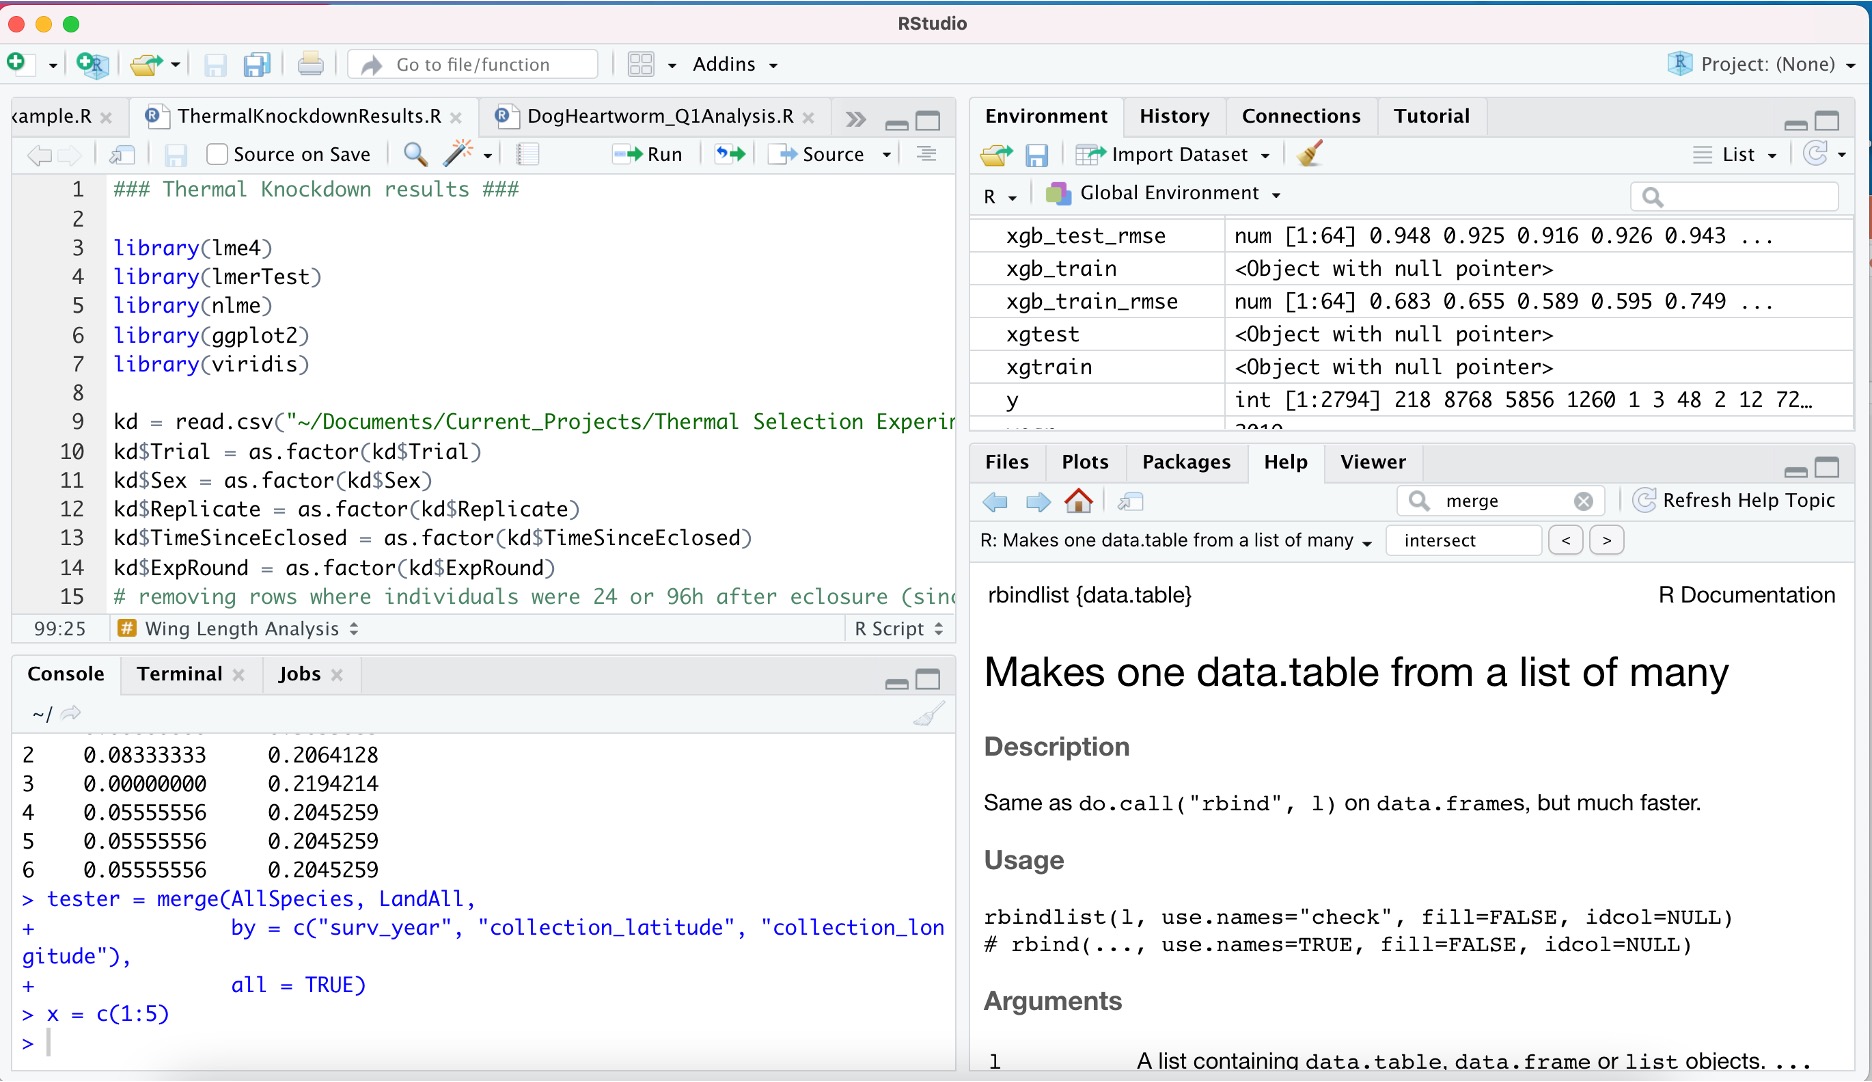 RStudio
Go to file/function
Addins
Project: (None)
xample.R
ThermalKnockdownResults.R
DogHeartworm_Q1Analysis.R
Source on Save
Run
Source
1 ### Thermal Knockdown results ###
2
3 library(lme4)
4 library(lmerTest)
5 library(nlme)
6 library(ggplot2)
7 library(viridis)
8
9 kd = read.csv("~/Documents/Current_Projects/Thermal Selection Experi
10 kd$Trial = as.factor(kd$Trial)
11 kd$Sex = as.factor(kd$Sex)
12 kd$Replicate = as.factor(kd$Replicate)
13 kd$TimeSinceEclosed = as.factor(kd$TimeSinceEclosed)
14 kd$ExpRound = as.factor(kd$ExpRound)
15 # removing rows where individuals were 24 or 96h after eclosure (sinc
99:25 # Wing Length Analysis R Script
Console Terminal Jobs
~/
2 0.08333333 0.2064128
3 0.00000000 0.2194214
4 0.05555556 0.2045259
5 0.05555556 0.2045259
6 0.05555556 0.2045259
> tester = merge(AllSpecies, LandAll,
+ by = c("surv_year", "collection_latitude", "collection_lon
gitude"),
+ all = TRUE)
> x = c(1:5)
>
Environment History Connections Tutorial
Import Dataset
List
R Global Environment
xgb_test_rmse num [1:64] 0.948 0.925 0.916 0.926 0.943 ...
xgb_train <Object with null pointer>
xgb_train_rmse num [1:64] 0.683 0.655 0.589 0.595 0.749 ...
xgtest <Object with null pointer>
xgtrain <Object with null pointer>
y int [1:2794] 218 8768 5856 1260 1 3 48 2 12 72…
Files Plots Packages Help Viewer
merge
Refresh Help Topic
R: Makes one data.table from a list of many
intersect
< >
rbindlist {data.table} R Documentation
Makes one data.table from a list of many
Description
Same as do.call("rbind", l) on data.frames, but much faster.
Usage
rbindlist(l, use.names="check", fill=FALSE, idcol=NULL)
# rbind(..., use.names=TRUE, fill=FALSE, idcol=NULL)
Arguments
l A list containing data.table, data.frame or list objects. ...